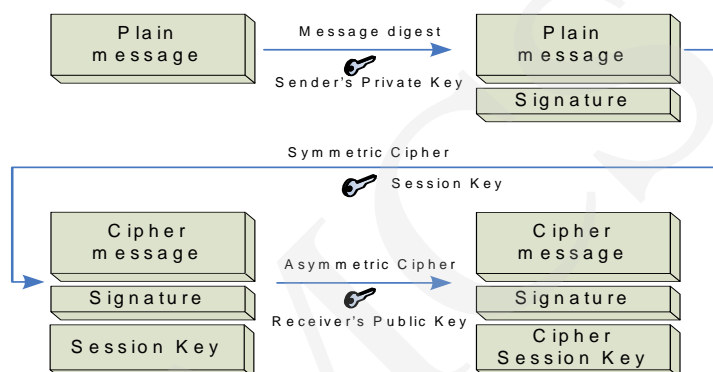 Plain
message
Message digest
Sender's Private Key
Plain
message
Signature
Symmetric Cipher
Session Key
Cipher
message
Signature
Session Key
Asymmetric Cipher
Receiver's Public Key
Cipher
message
Signature
Cipher
Session Key